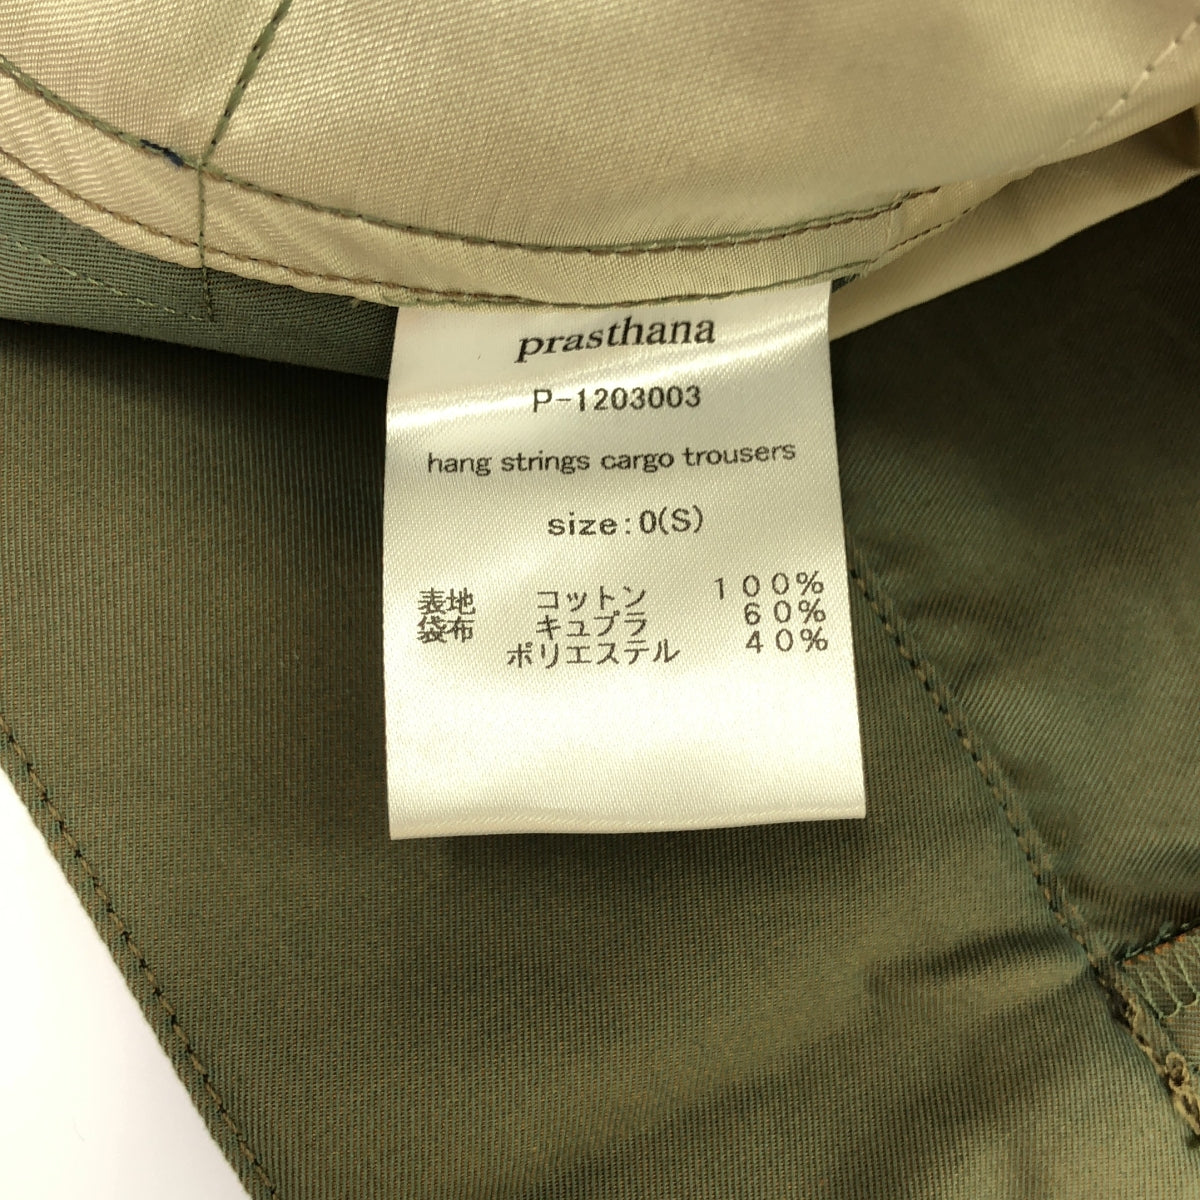 prasthana
P-1203003
hang strings cargo trousers
size:0(S)
表地 コットン 100%
袋布 キュプラ 60%
ポリエステル 40%